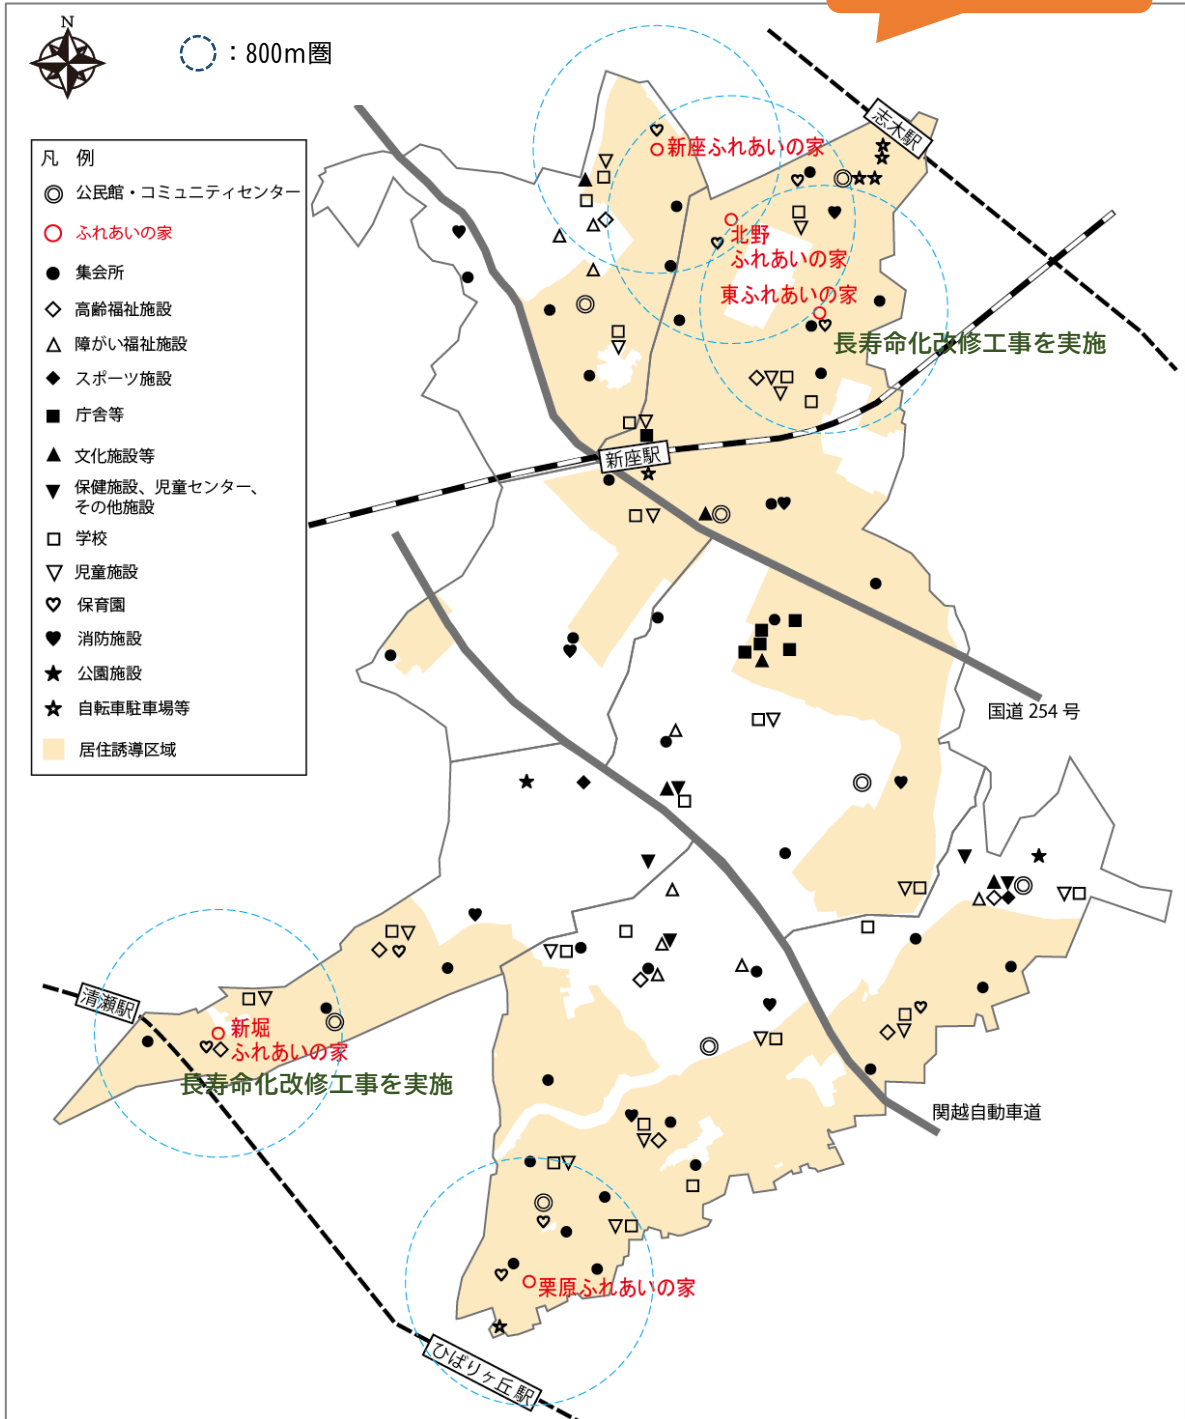 N
：800m圏
凡　例
公民館・コミュニティセンター
ふれあいの家
集会所
高齢福祉施設
障がい福祉施設
スポーツ施設
庁舎等
文化施設等
保健施設、児童センター、
その他施設
学校
児童施設
保育園
消防施設
公園施設
自転車駐車場等
居住誘導区域
志木駅
新座ふれあいの家
北野
ふれあいの家
東ふれあいの家
長寿命化改修工事を実施
新座駅
国道 254 号
清瀬駅
新堀
ふれあいの家
長寿命化改修工事を実施
関越自動車道
栗原ふれあいの家
ひばりヶ丘駅